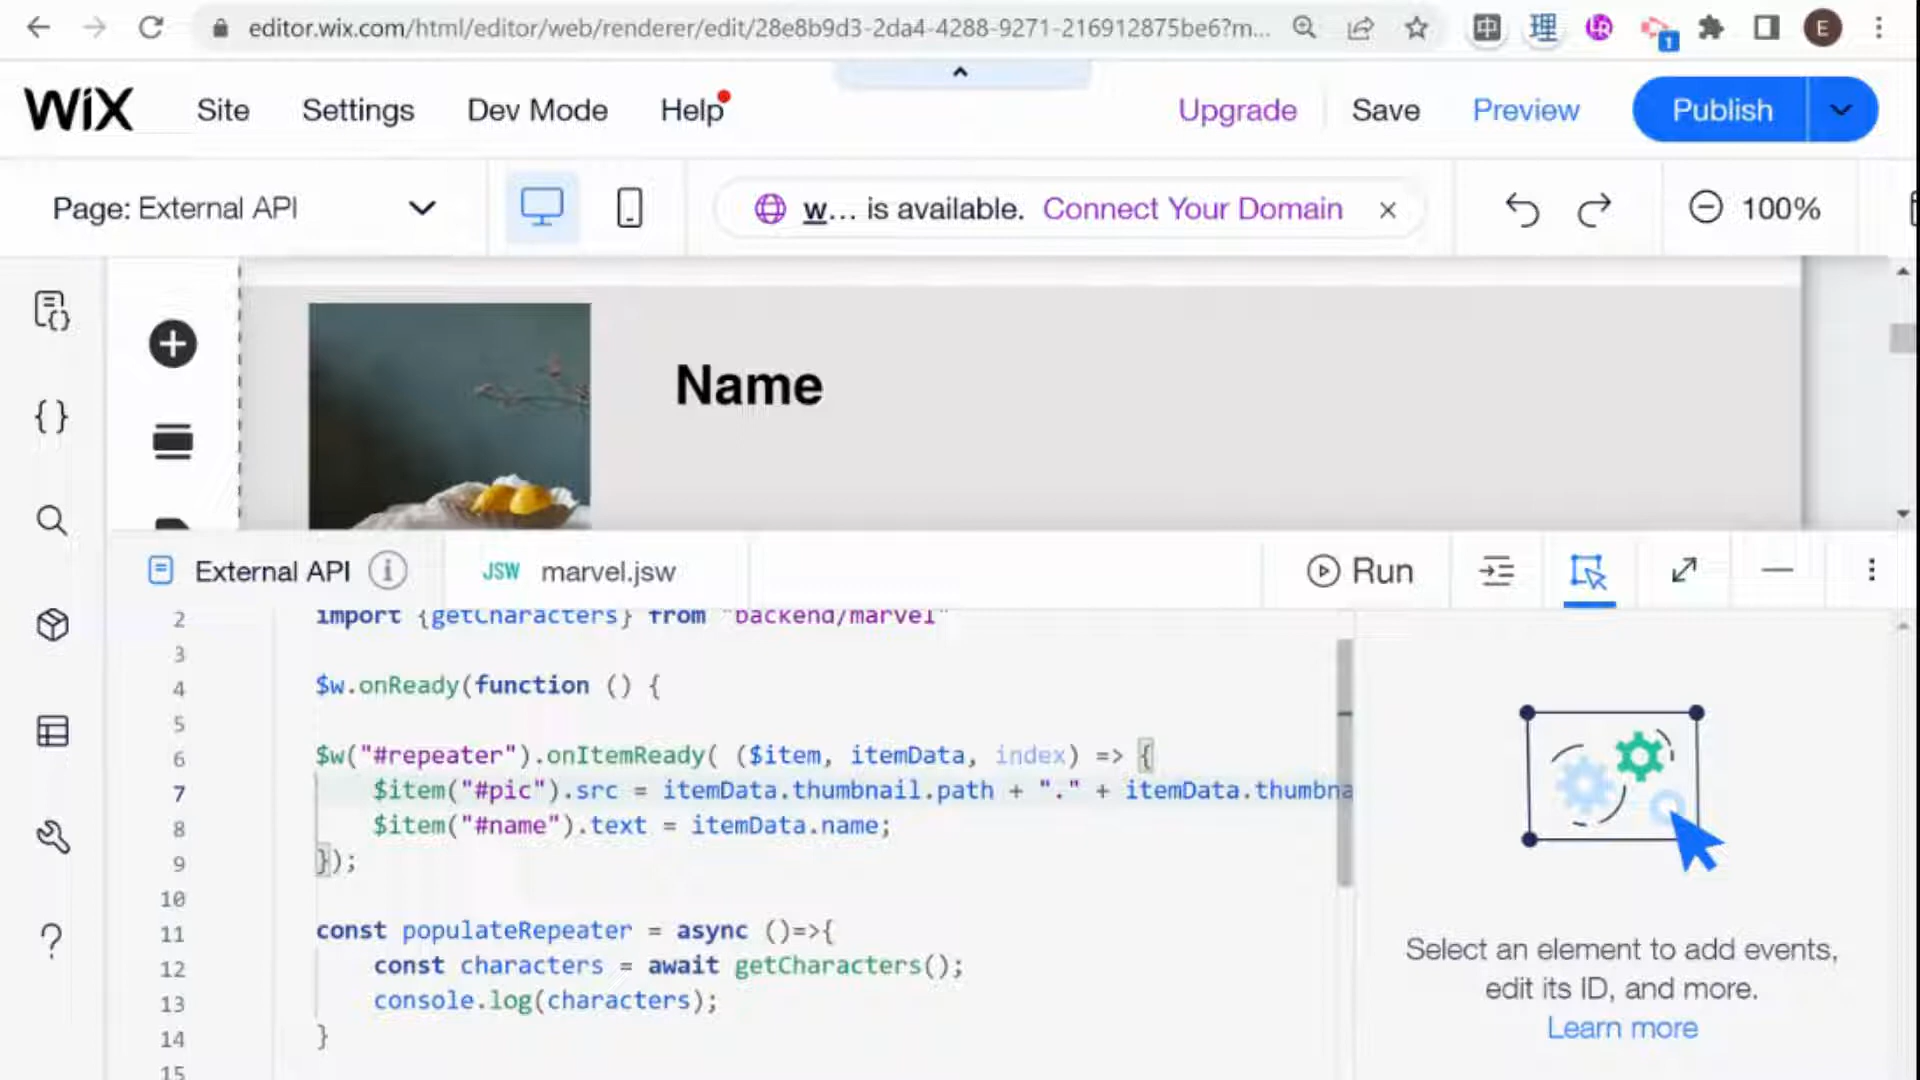 editor.wix.com/html/editor/web/renderer/edit/28e8b9d3-2da4-4288-9271-216912875be6?m...
中 理 LR 1 E
WiX Site Settings Dev Mode Help Upgrade Save Preview Publish
Page: External API w... is available. Connect Your Domain × 100%
Name
External API i JSW marvel.jsw Run
2 import {getCharacters} from "backend/marvel"
3
4 $w.onReady(function () {
5
6 $w("#repeater").onItemReady( ($item, itemData, index) => {
7 $item("#pic").src = itemData.thumbnail.path + "." + itemData.thumbna
8 $item("#name").text = itemData.name;
9 });
10
11 const populateRepeater = async ()=>{
12 const characters = await getCharacters();
13 console.log(characters);
14 }
15
Select an element to add events,
edit its ID, and more.
Learn more